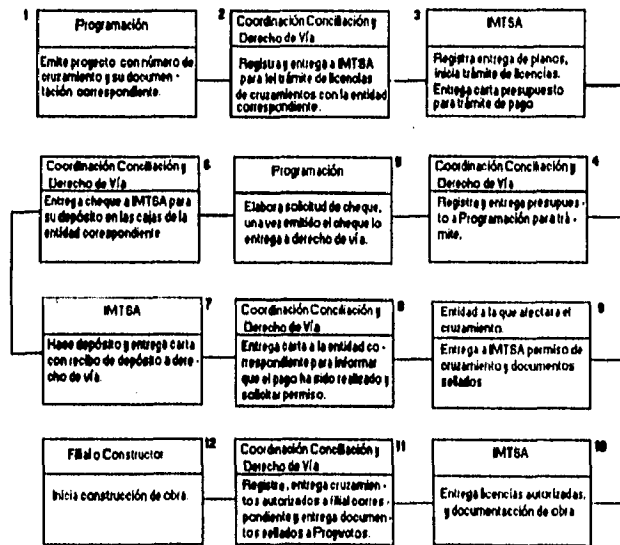 1
Programación
Emite proyecto con número de
cruzamiento y su documen-
tación correspondiente.
2
Coordinación Conciliación y
Derecho de Vía
Registra y entrega a IMTSA
para lel trámite de licencias
de cruzamientos con la entidad
correspondiente.
3
IMTSA
Registra entrega de planos,
inicia trámite de licencias.
Entrega carta presupuesto
para trámite de pago
6
Coordinación Conciliación y
Derecho de Vía
Entrega cheque a IMTSA para
su depósito en las cajas de la
entidad correspondiente
5
Programación
Elabora solicitud de cheque,
una vez emitido el cheque lo
entrega a derecho de vía.
4
Coordinación Conciliación y
Derecho de Vía
Registra y entrega presupues-
to a Programación para trá-
mite,
7
IMTSA
Hase depósito y entrega carta
con recibo de depósito a dere-
cho de vía.
8
Coordinación Conciliación y
Derecho de Vía
Entrega carta a la entidad co-
rrespondiente para informar
que el pago ha sido realizado y
solicitar permiso.
9
Entidad a la que afectara el
cruzamiento.
Entrega a IMTSA permiso de
cruzamiento y documentos
sellados
12
Filial o Constructor
Inicia construcción de obra.
11
Coordinación Conciliación y
Derecho de Vía
Registra, entrega cruzamien-
tos autorizados a filial corres-
pondiente y entrega documen-
tos sellados a Proyectos.
10
IMTSA
Entrega licencias autorizadas,
y documentacción de obra